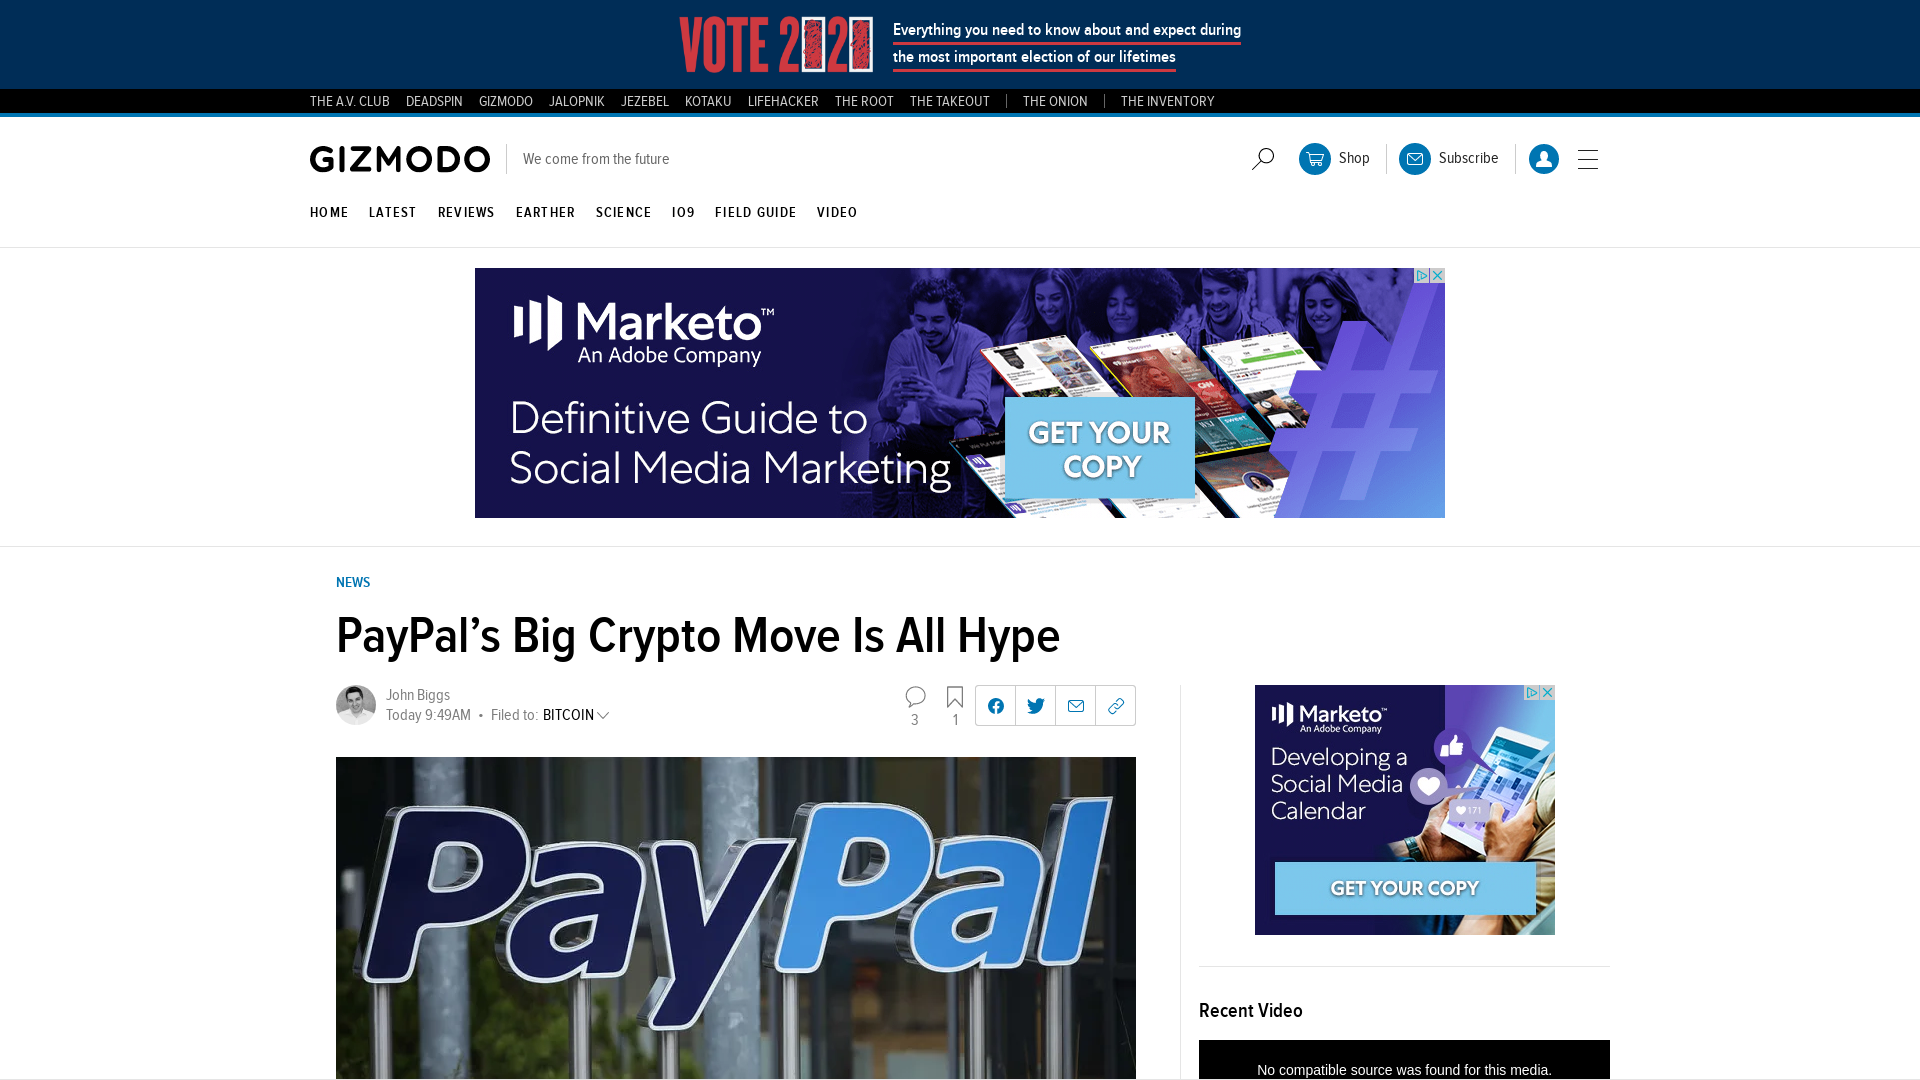 VOTE 2020
Everything you need to know about and expect during
the most important election of our lifetimes
THE A.V. CLUB DEADSPIN GIZMODO JALOPNIK JEZEBEL KOTAKU LIFEHACKER THE ROOT THE TAKEOUT THE ONION THE INVENTORY
GIZMODO We come from the future Shop Subscribe
HOME LATEST REVIEWS EARTHER SCIENCE IO9 FIELD GUIDE VIDEO
Marketo™
An Adobe Company
Definitive Guide to
Social Media Marketing
GET YOUR
COPY
NEWS
PayPal’s Big Crypto Move Is All Hype
John Biggs
Today 9:49AM • Filed to: BITCOIN
3 1
PayPal
Marketo™
An Adobe Company
Developing a
Social Media
Calendar
171
GET YOUR COPY
Recent Video
No compatible source was found for this media.